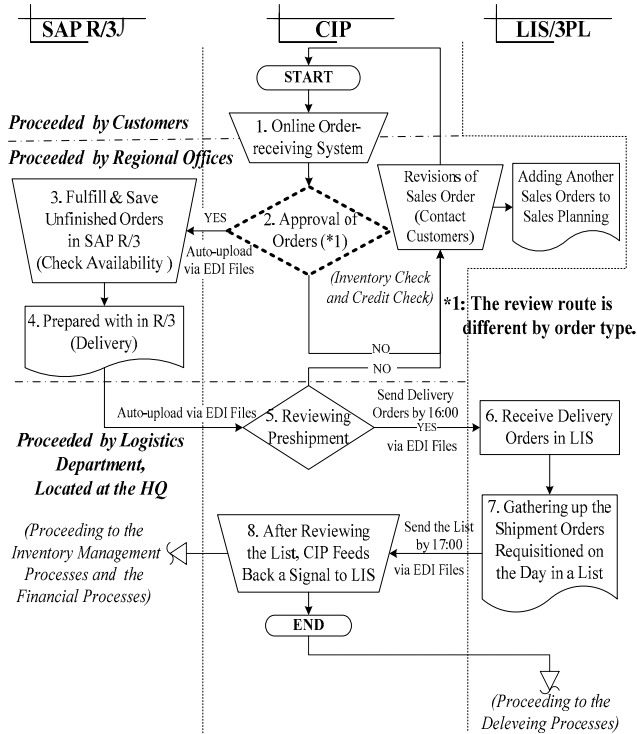 SAP R/3
CIP
LIS/3PL
START
Proceeded by Customers
1. Online Order-
receiving System
Proceeded by Regional Offices
3. Fulfill & Save
Unfinished Orders
in SAP R/3
(Check Availability )
YES
Auto-upload
via EDI Files
2. Approval of
Orders (*1)
Revisions of
Sales Order
(Contact
Customers)
Adding Another
Sales Orders to
Sales Planning
(Inventory Check
and Credit Check)
*1: The review route is
different by order type.
4. Prepared with in R/3
(Delivery)
NO
NO
Auto-upload via EDI Files
5. Reviewing
Preshipment
Send Delivery
Orders by 16:00
YES
via EDI Files
6. Receive Delivery
Orders in LIS
Proceeded by Logistics
Department,
Located at the HQ
(Proceeding to the
Inventory Management
Processes and the
Financial Processes)
8. After Reviewing
the List, CIP Feeds
Back a Signal to LIS
Send the List
by 17:00
via EDI Files
7. Gathering up the
Shipment Orders
Requisitioned on
the Day in a List
END
(Proceeding to the
Deleveing Processes)